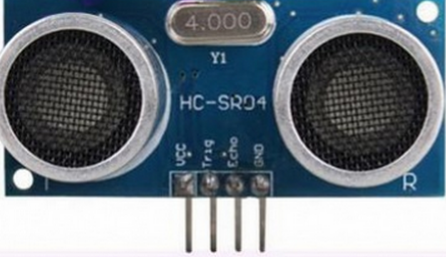 4.000
Y1
HC-SR04
VCC Trig Echo GND
R